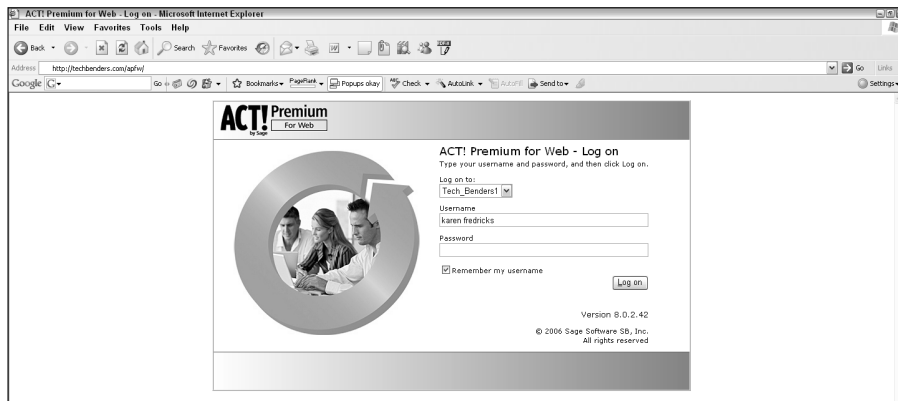 ACT! Premium for Web - Log on - Microsoft Internet Explorer
File Edit View Favorites Tools Help
Back Search Favorites
Address http://techbenders.com/apfw/ Go Links
Google G Go Bookmarks PageRank Popups okay ABC Check AutoLink AutoFill Send to Settings
ACT! Premium
For Web
by Sage
ACT! Premium for Web - Log on
Type your username and password, and then click Log on.
Log on to:
Tech_Benders1
Username
karen fredricks
Password
Remember my username
Log on
Version 8.0.2.42
© 2006 Sage Software SB, Inc.
All rights reserved